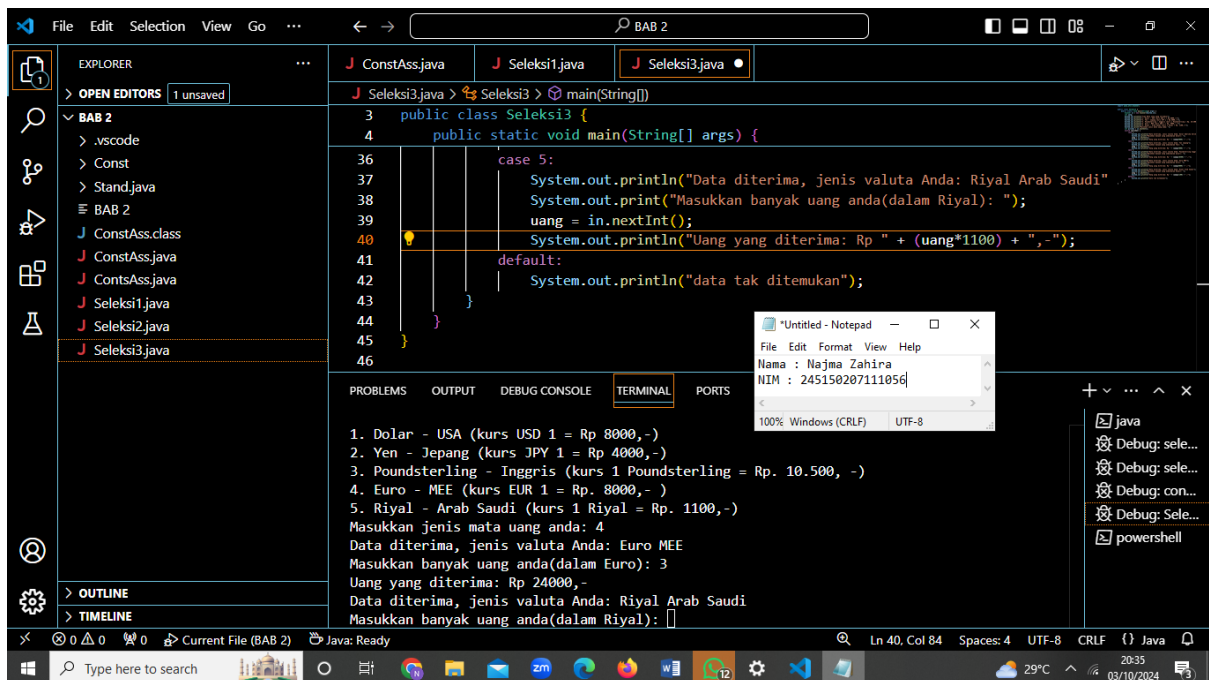 File Edit Selection View Go ··· BAB 2
EXPLORER ···
OPEN EDITORS 1 unsaved
BAB 2
.vscode
Const
Stand.java
BAB 2
ConstAss.class
ConstAss.java
ContsAss.java
Seleksi1.java
Seleksi2.java
Seleksi3.java
OUTLINE
TIMELINE
ConstAss.java Seleksi1.java Seleksi3.java
Seleksi3.java > Seleksi3 > main(String[])
3 public class Seleksi3 {
4 public static void main(String[] args) {
36 case 5:
37 System.out.println("Data diterima, jenis valuta Anda: Riyal Arab Saudi"
38 System.out.print("Masukkan banyak uang anda(dalam Riyal): ");
39 uang = in.nextInt();
40 System.out.println("Uang yang diterima: Rp " + (uang*1100) + ",-");
41 default:
42 System.out.println("data tak ditemukan");
43 }
44 }
45 }
46
*Untitled - Notepad
File Edit Format View Help
Nama : Najma Zahira
NIM : 245150207111056
100% Windows (CRLF) UTF-8
PROBLEMS OUTPUT DEBUG CONSOLE TERMINAL PORTS
1. Dolar - USA (kurs USD 1 = Rp 8000,-)
2. Yen - Jepang (kurs JPY 1 = Rp 4000,-)
3. Poundsterling - Inggris (kurs 1 Poundsterling = Rp. 10.500, -)
4. Euro - MEE (kurs EUR 1 = Rp. 8000,- )
5. Riyal - Arab Saudi (kurs 1 Riyal = Rp. 1100,-)
Masukkan jenis mata uang anda: 4
Data diterima, jenis valuta Anda: Euro MEE
Masukkan banyak uang anda(dalam Euro): 3
Uang yang diterima: Rp 24000,-
Data diterima, jenis valuta Anda: Riyal Arab Saudi
Masukkan banyak uang anda(dalam Riyal):
java
Debug: sele...
Debug: sele...
Debug: con...
Debug: Sele...
powershell
0 0 0 Current File (BAB 2) Java: Ready Ln 40, Col 84 Spaces: 4 UTF-8 CRLF {} Java
Type here to search 29°C 20:35
03/10/2024